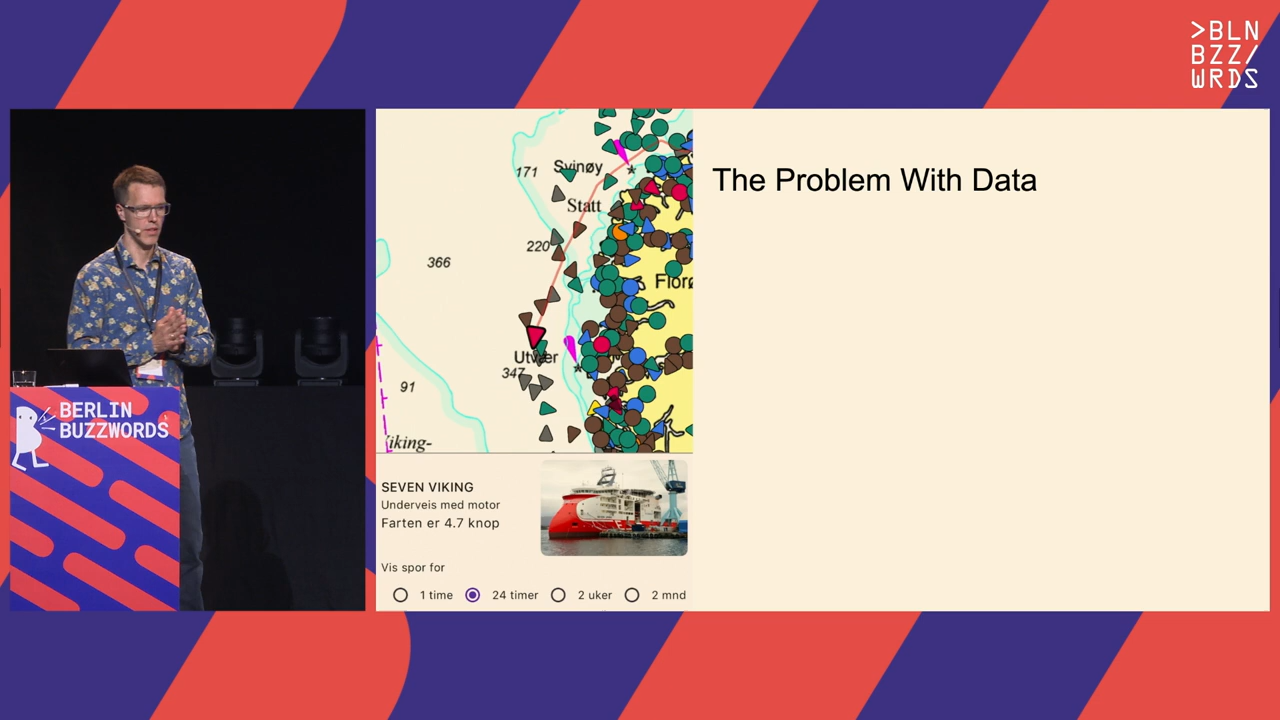 >BLN
BZZ/
WRDS
BERLIN
BUZZWORDS
171
Svinøy
Statt
220
366
Florø
Utvær
347
91
Viking-
The Problem With Data
SEVEN VIKING
Underveis med motor
Farten er 4.7 knop
Vis spor for
1 time 24 timer 2 uker 2 mnd